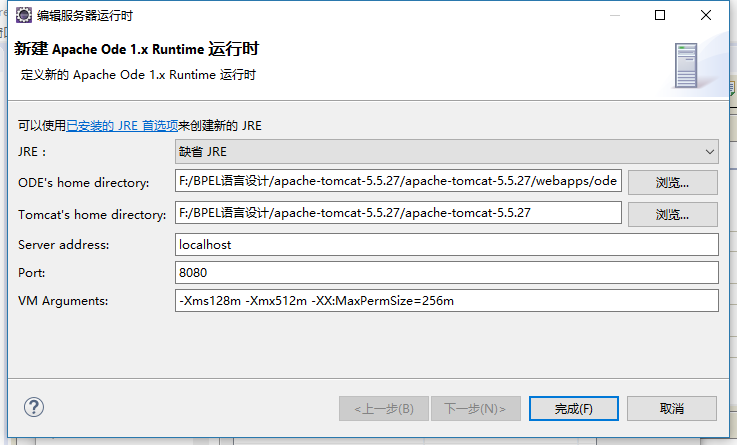 编辑服务器运行时
新建 Apache Ode 1.x Runtime 运行时
定义新的 Apache Ode 1.x Runtime 运行时
可以使用已安装的 JRE 首选项来创建新的 JRE
JRE： 缺省 JRE
ODE's home directory: F:/BPEL语言设计/apache-tomcat-5.5.27/apache-tomcat-5.5.27/webapps/ode 浏览...
Tomcat's home directory: F:/BPEL语言设计/apache-tomcat-5.5.27/apache-tomcat-5.5.27 浏览...
Server address: localhost
Port: 8080
VM Arguments: -Xms128m -Xmx512m -XX:MaxPermSize=256m
? <上一步(B) 下一步(N)> 完成(F) 取消